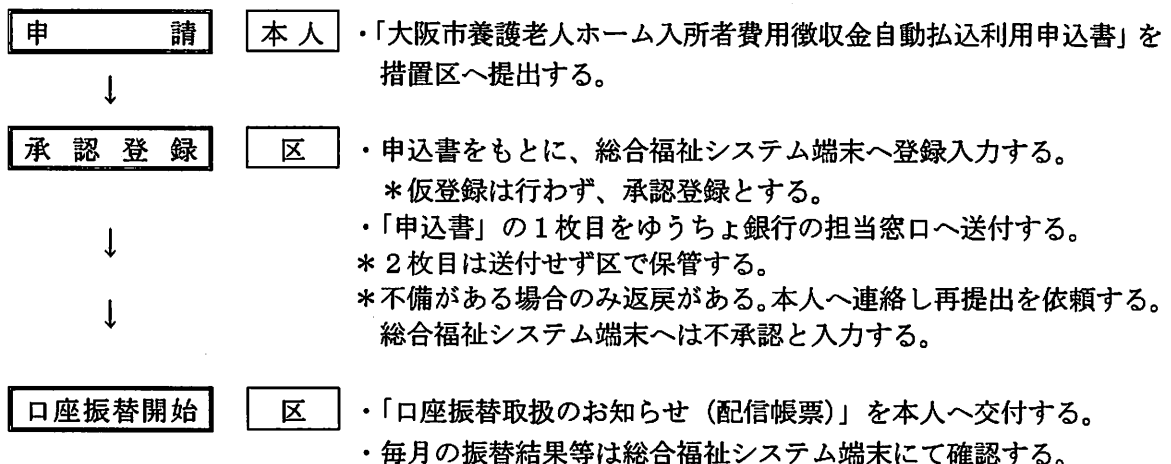 申　　請　本人　・「大阪市養護老人ホーム入所者費用徴収金自動払込利用申込書」を
措置区へ提出する。
↓
承認登録　区　・申込書をもとに、総合福祉システム端末へ登録入力する。
＊仮登録は行わず、承認登録とする。
・「申込書」の１枚目をゆうちょ銀行の担当窓口へ送付する。
↓
＊２枚目は送付せず区で保管する。
＊不備がある場合のみ返戻がある。本人へ連絡し再提出を依頼する。
↓
総合福祉システム端末へは不承認と入力する。
口座振替開始　区　・「口座振替取扱のお知らせ（配信帳票）」を本人へ交付する。
・毎月の振替結果等は総合福祉システム端末にて確認する。